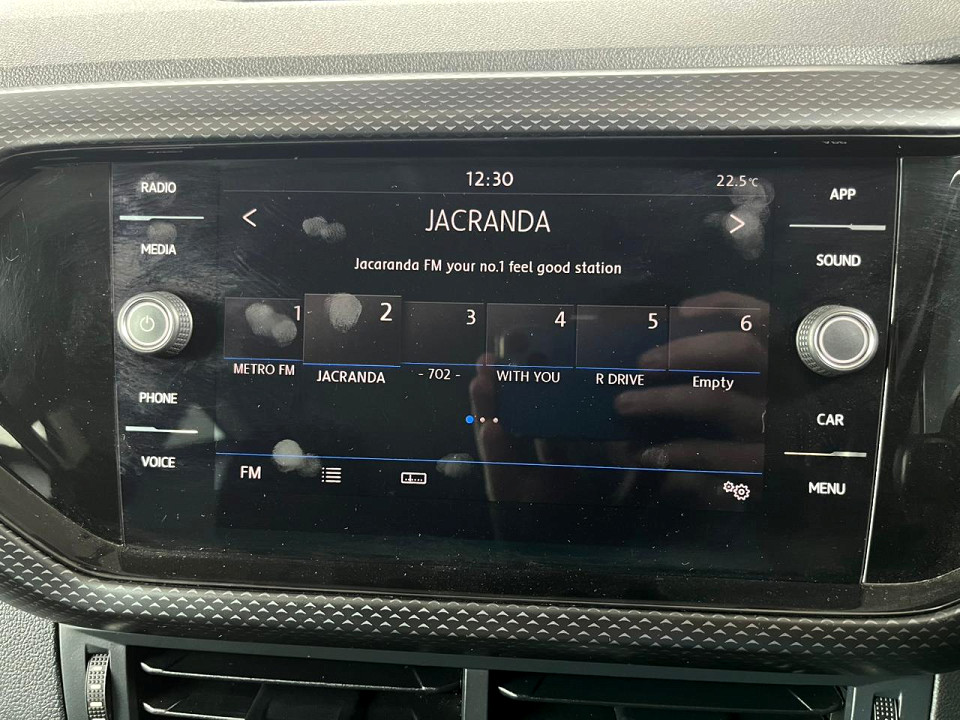 RADIO
MEDIA
PHONE
VOICE
12:30
22.5°C
<
JACRANDA
>
Jacaranda FM your no.1 feel good station
1
METRO FM
2
JACRANDA
3
- 702 -
4
WITH YOU
5
R DRIVE
6
Empty
FM
APP
SOUND
CAR
MENU